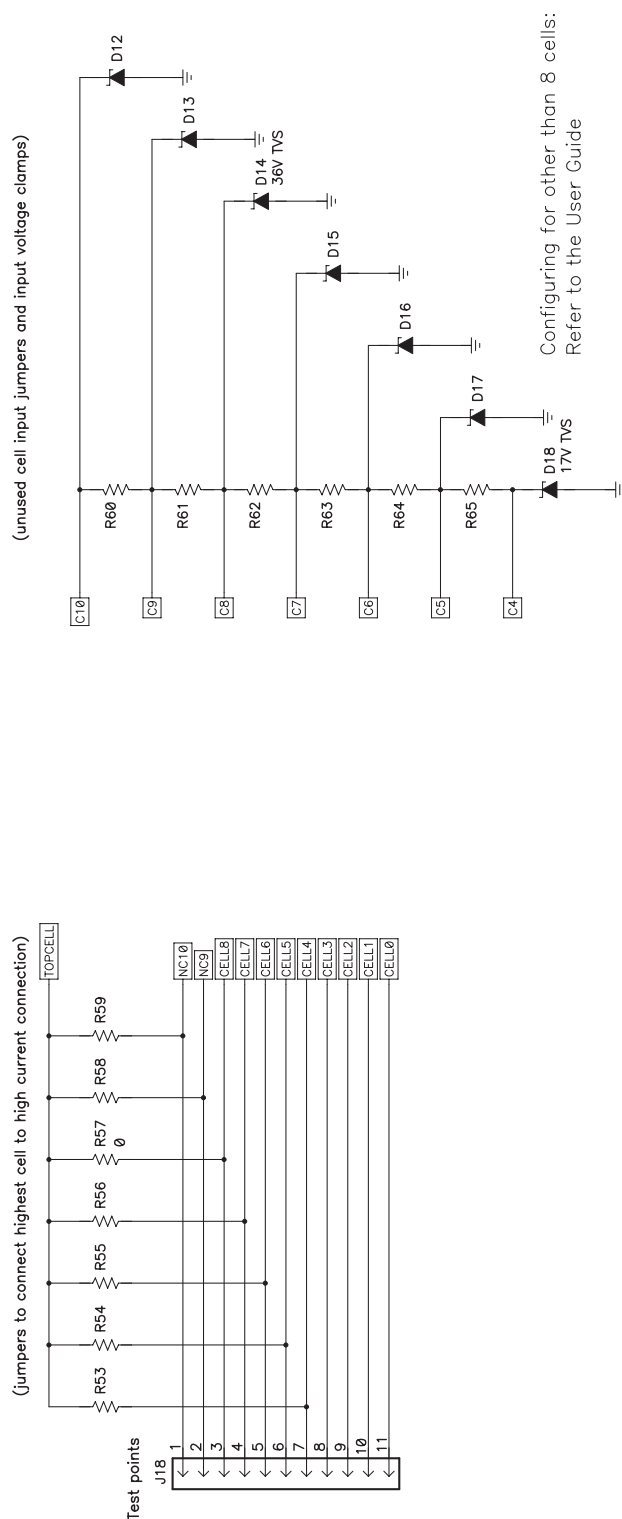 (jumpers to connect highest cell to high current connection)
TOPCELL
R53
R54
R55
R56
R57
0
R58
R59
Test points
J18
1
2
3
4
5
6
7
8
9
10
11
NC10
NC9
CELL8
CELL7
CELL6
CELL5
CELL4
CELL3
CELL2
CELL1
CELL0
(unused cell input jumpers and input voltage clamps)
C10
C9
C8
C7
C6
C5
C4
R60
R61
R62
R63
R64
R65
D12
D13
D14
36V TVS
D15
D16
D17
D18
17V TVS
Configuring for other than 8 cells:
Refer to the User Guide